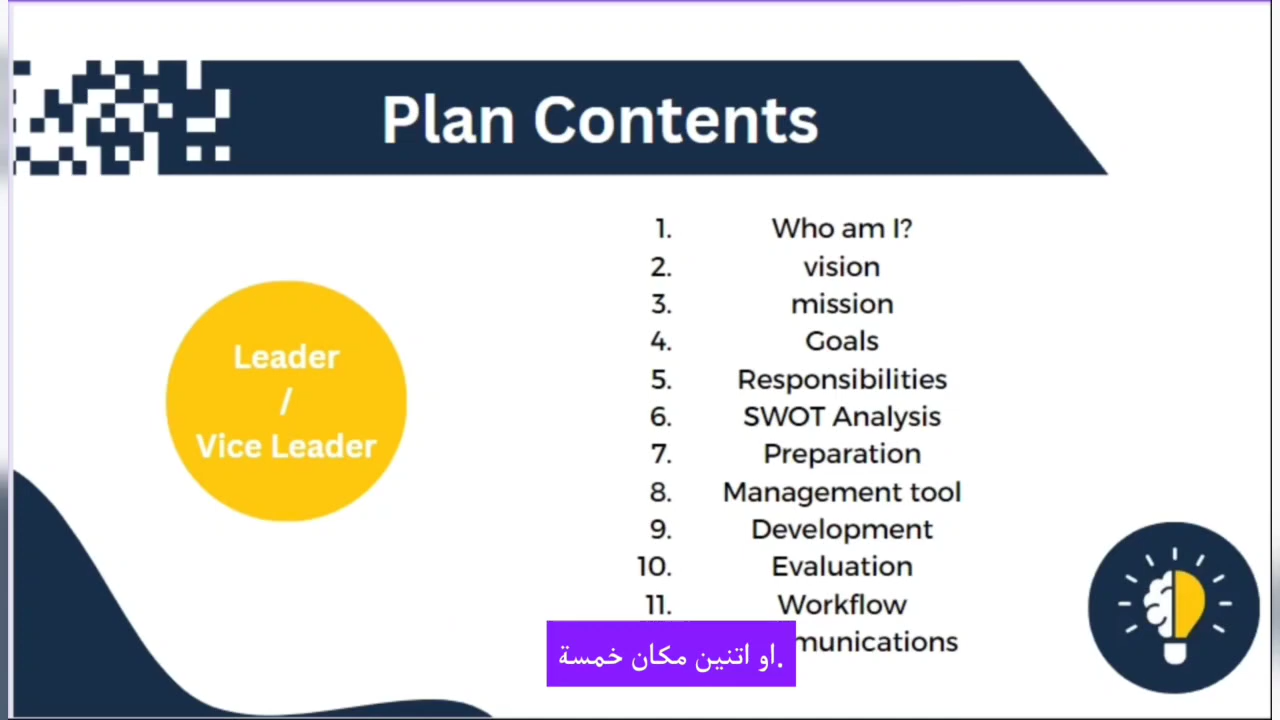 Plan Contents
Leader
/
Vice Leader
1. Who am I?
2. vision
3. mission
4. Goals
5. Responsibilities
6. SWOT Analysis
7. Preparation
8. Management tool
9. Development
10. Evaluation
11. Workflow
او اتنين مكان خمسة.